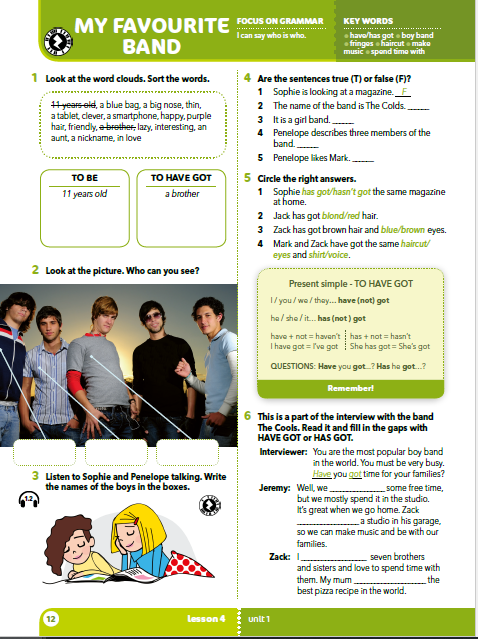 MY FAVOURITE
BAND
FOCUS ON GRAMMAR
I can say who is who.
KEY WORDS
have/has got boy band
fringes haircut make
music spend time with
1 Look at the word clouds. Sort the words.
11 years old, a blue bag, a big nose, thin,
a tablet, clever, a smartphone, happy, purple
hair, friendly, a brother, lazy, interesting, an
aunt, a nickname, in love
TO BE
11 years old
TO HAVE GOT
a brother
2 Look at the picture. Who can you see?
3 Listen to Sophie and Penelope talking. Write
the names of the boys in the boxes.
1.2
4 Are the sentences true (T) or false (F)?
1 Sophie is looking at a magazine. F
2 The name of the band is The Colds. ______
3 It is a girl band. ______
4 Penelope describes three members of the
band. ______
5 Penelope likes Mark. ______
5 Circle the right answers.
1 Sophie has got/hasn't got the same magazine
at home.
2 Jack has got blond/red hair.
3 Zack has got brown hair and blue/brown eyes.
4 Mark and Zack have got the same haircut/
eyes and shirt/voice.
Present simple - TO HAVE GOT
I / you / we / they... have (not) got
he / she / it... has (not) got
have + not = haven't
I have got = I've got
has + not = hasn't
She has got = She's got
QUESTIONS: Have you got...? Has he got...?
Remember!
6 This is a part of the interview with the band
The Cools. Read it and fill in the gaps with
HAVE GOT or HAS GOT.
Interviewer: You are the most popular boy band
in the world. You must be very busy.
Have you got time for your families?
Jeremy: Well, we ______________ some free time,
but we mostly spend it in the studio.
It's great when we go home. Zack
______________ a studio in his garage,
so we can make music and be with our
families.
Zack: I ______________ seven brothers
and sisters and love to spend time with
them. My mum ______________ the
best pizza recipe in the world.
12
lesson 4
unit 1